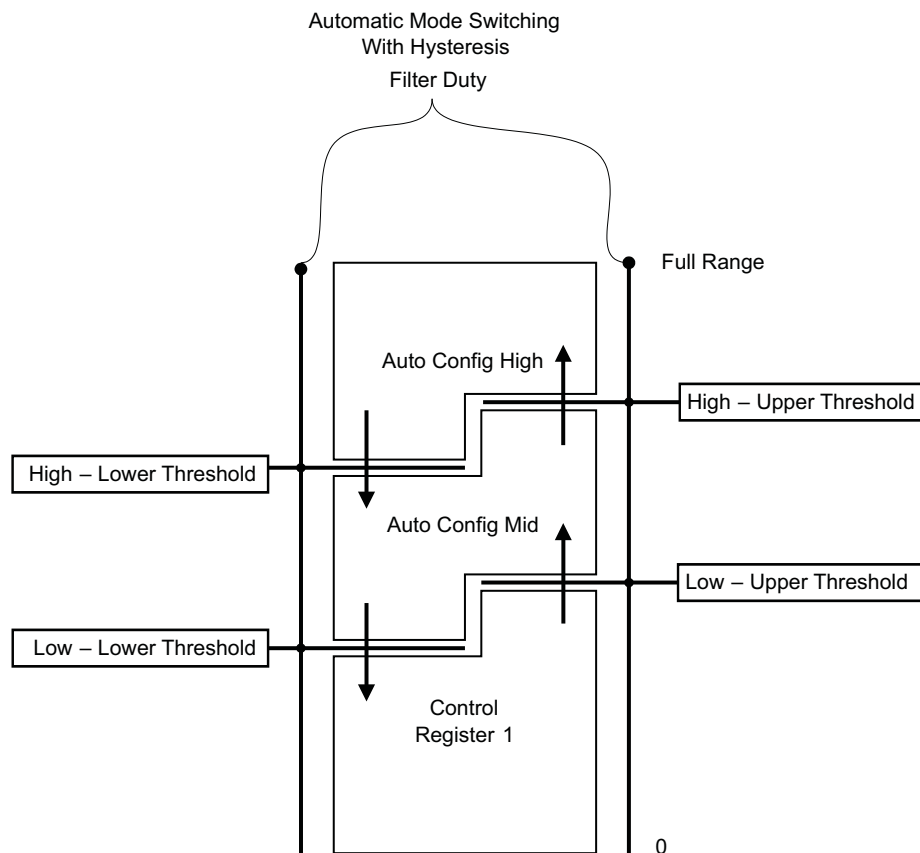 Automatic Mode Switching
With Hysteresis
Filter Duty
Full Range
Auto Config High
High – Upper Threshold
High – Lower Threshold
Auto Config Mid
Low – Upper Threshold
Low – Lower Threshold
Control
Register 1
0